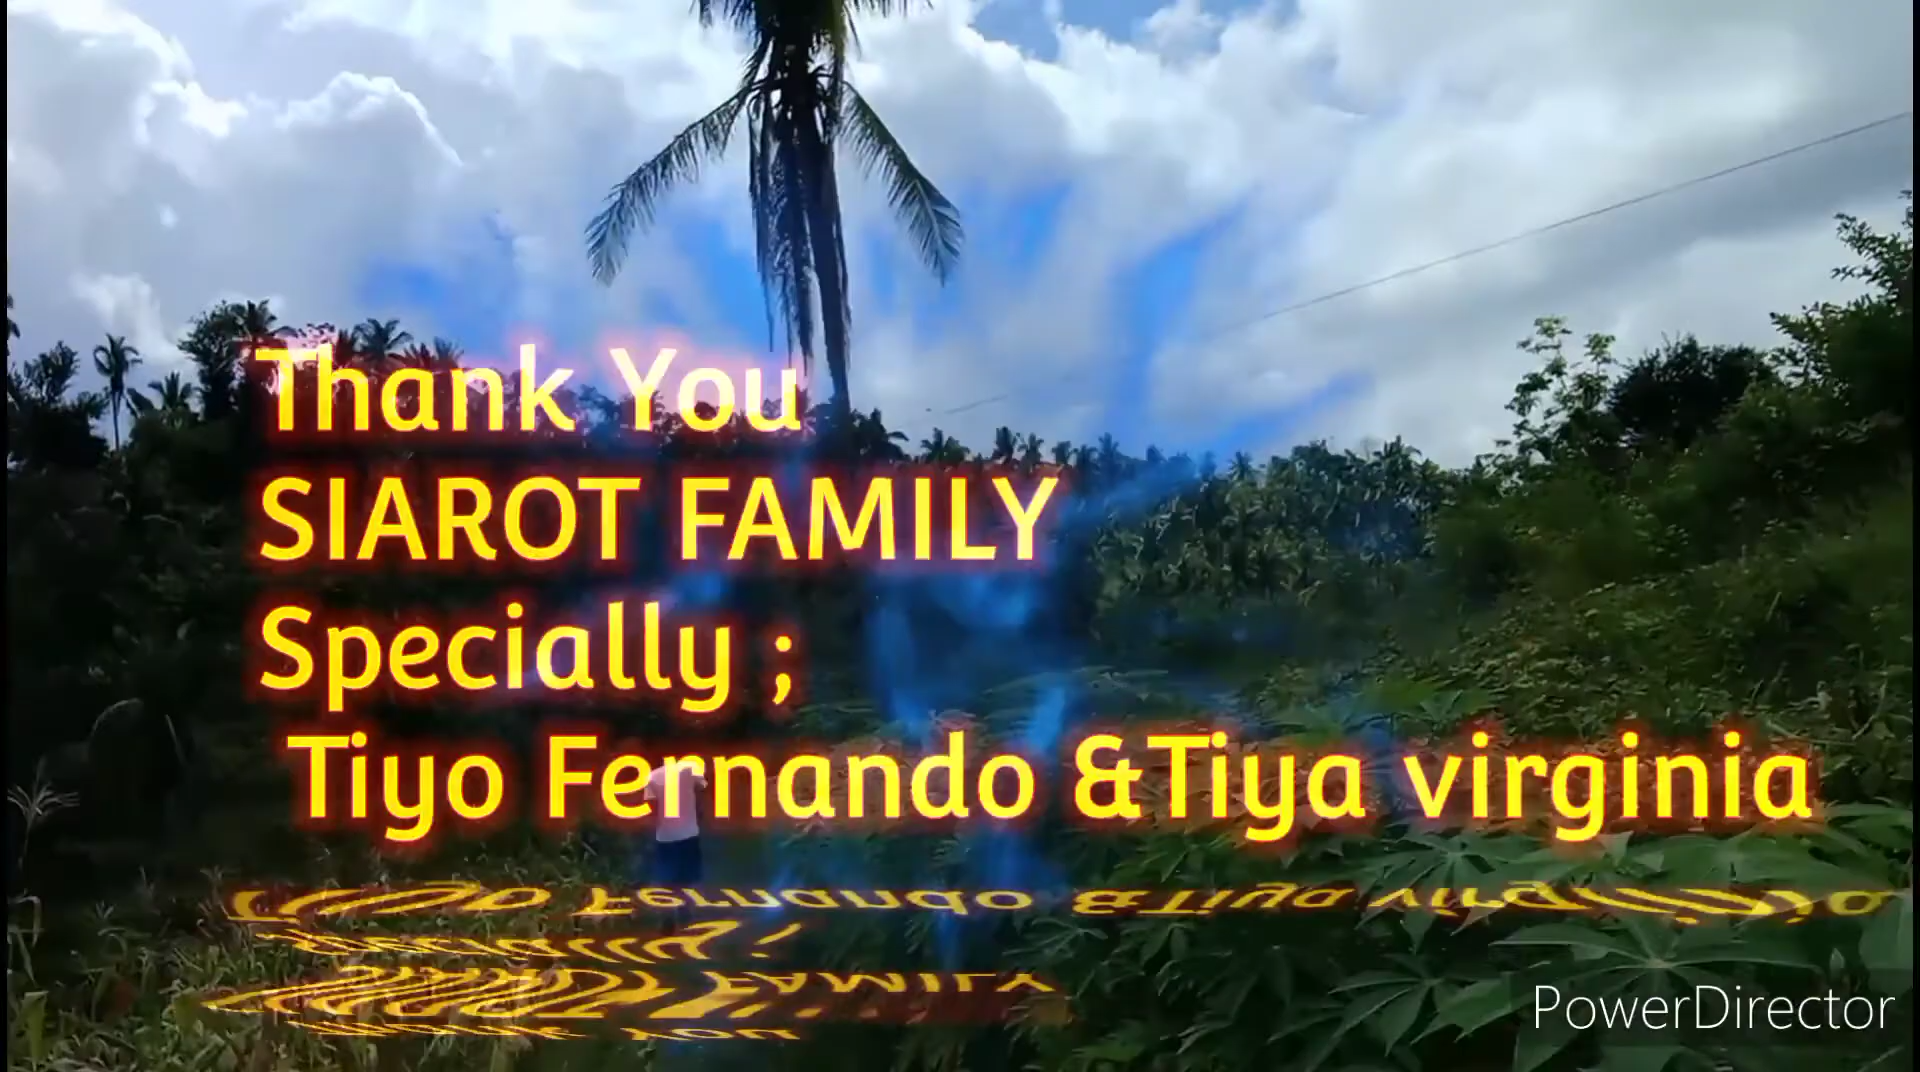 Thank You
SIAROT FAMILY
Specially ;
Tiyo Fernando &Tiya virginia
PowerDirector